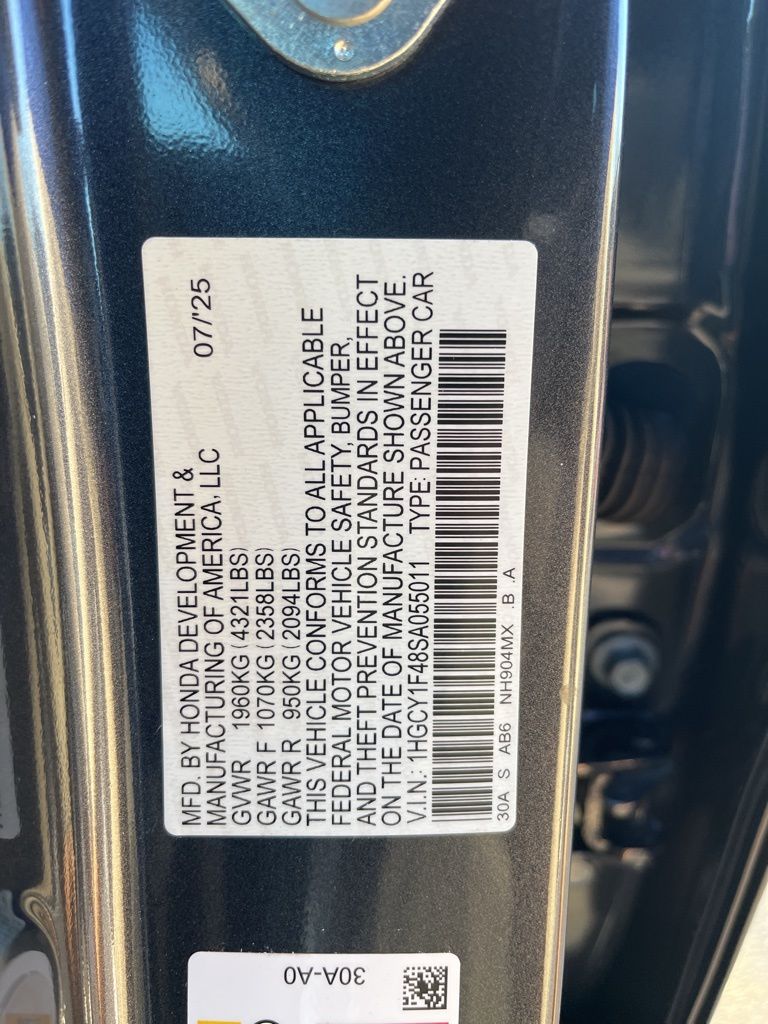 MFD. BY HONDA DEVELOPMENT &
MANUFACTURING OF AMERICA, LLC 07/'25
GVWR 1960KG (4321LBS)
GAWR F 1070KG (2358LBS)
GAWR R 950KG (2094LBS)
THIS VEHICLE CONFORMS TO ALL APPLICABLE
FEDERAL MOTOR VEHICLE SAFETY, BUMPER,
AND THEFT PREVENTION STANDARDS IN EFFECT
ON THE DATE OF MANUFACTURE SHOWN ABOVE.
V.I.N.: 1HGCY1F48SA055011 TYPE: PASSENGER CAR
30A S AB6 NH904MX .B .A
30A-A0